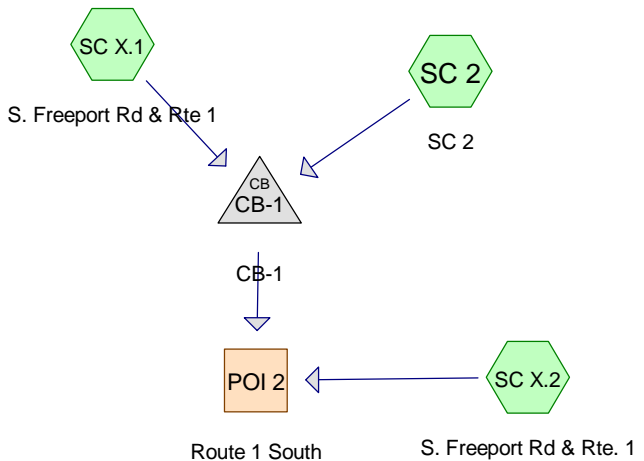 SC X.1
S. Freeport Rd & Rte 1
SC 2
SC 2
CB
CB-1
CB-1
POI 2
Route 1 South
SC X.2
S. Freeport Rd & Rte. 1